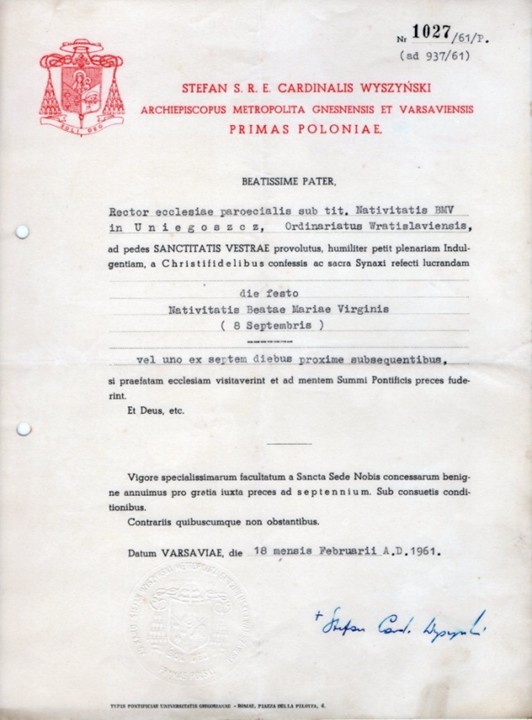 Nr 1027/61/P.
(ad 937/61)
SOLI DEO
STEFAN S. R. E. CARDINALIS WYSZYŃSKI
ARCHIEPISCOPUS METROPOLITA GNESNENSIS ET VARSAVIENSIS
PRIMAS POLONIAE.
BEATISSIME PATER,
Rector ecclesiae paroecialis sub tit. Nativitatis BMV
in Uniegoszcz, Ordinariatus Wratislaviensis,
ad pedes SANCTITATIS VESTRAE provolutus, humiliter petit plenariam Indul-
gentiam, a Christifidelibus confessis ac sacra Synaxi refecti lucrandam
die festo
Nativitatis Beatae Mariae Virginis
( 8 Septembris )
vel uno ex septem diebus proxime subsequentibus,
si praefatam ecclesiam visitaverint et ad mentem Summi Pontificis preces fude-
rint.
Et Deus, etc.
Vigore specialissimarum facultatum a Sancta Sede Nobis concessarum benig-
ne annuimus pro gratia iuxta preces ad septennium. Sub consuetis condi-
tionibus.
Contrariis quibuscumque non obstantibus.
Datum VARSAVIAE, die 18 mensis Februarii A.D. 1961.
+ Stefan Card. Wyszyński
TYPIS PONTIFICIAE UNIVERSITATIS GREGORIANAE - ROMAE, PIAZZA DELLA PILOTTA, 4.